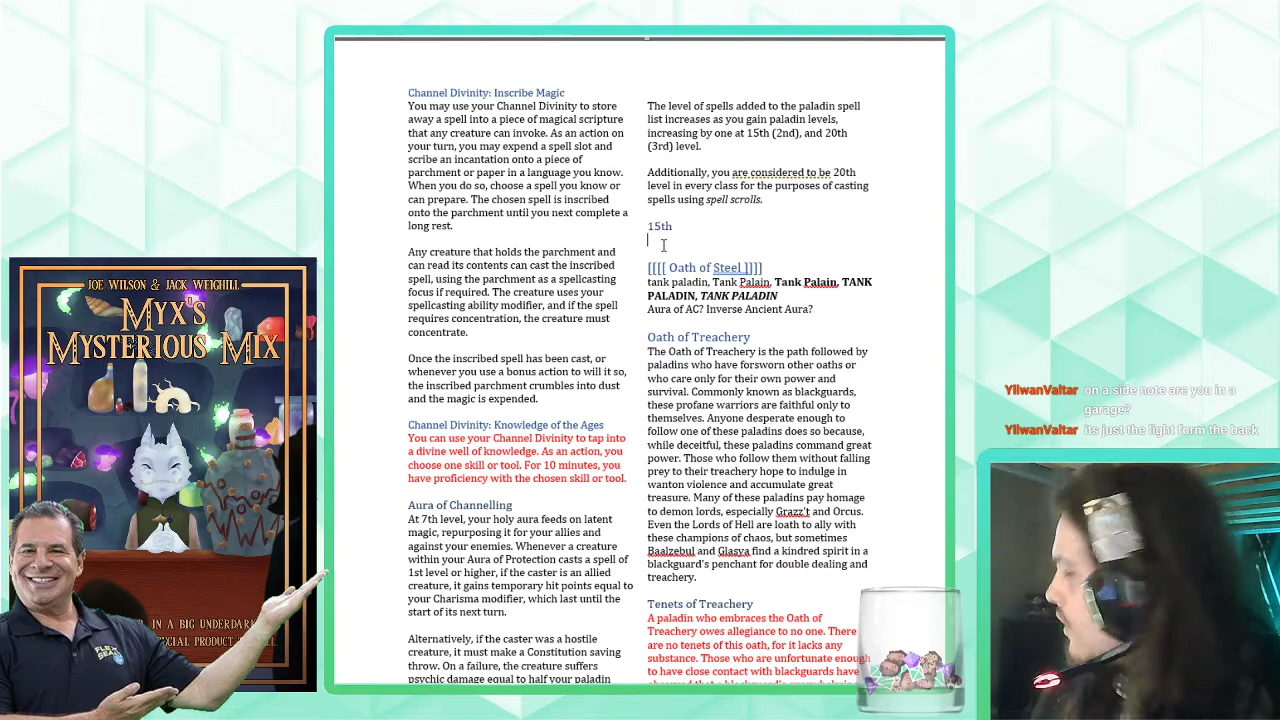 Channel Divinity: Inscribe Magic
You may use your Channel Divinity to store
away a spell into a piece of magical scripture
that any creature can invoke. As an action
on your turn, you may expend a spell slot and
scribe an incantation onto a piece of
parchment or paper in a language you know.
When you do so, choose a spell you know or
can prepare. The chosen spell is inscribed
onto the parchment until you next complete a
long rest.
Any creature that holds the parchment and
can read its contents can cast the inscribed
spell, using the parchment as a spellcasting
focus if required. The creature uses your
spellcasting ability modifier, and if the spell
requires concentration, the creature must
concentrate.
Once the inscribed spell has been cast, or
whenever you use a bonus action to will it so,
the inscribed parchment crumbles into dust
and the magic is expended.
Channel Divinity: Knowledge of the Ages
You can use your Channel Divinity to tap into
a divine well of knowledge. As an action, you
choose one skill or tool. For 10 minutes, you
have proficiency with the chosen skill or tool.
Aura of Channelling
At 7th level, your holy aura feeds on latent
magic, repurposing it for your allies and
against your enemies. Whenever a creature
within your Aura of Protection casts a spell of
1st level or higher, if the caster is an allied
creature, it gains temporary hit points equal to
your Charisma modifier, which last until the
start of its next turn.
Alternatively, if the caster was a hostile
creature, it must make a Constitution saving
throw. On a failure, the creature suffers
psychic damage equal to half your paladin
The level of spells added to the paladin spell
list increases as you gain paladin levels,
increasing by one at 15th (2nd), and 20th
(3rd) level.
Additionally, you are considered to be 20th
level in every class for the purposes of casting
spells using spell scrolls.
15th
[[[[ Oath of Steel ]]]]
tank paladin, Tank Palain, Tank Palain, TANK
PALADIN, TANK PALADIN
Aura of AC? Inverse Ancient Aura?
Oath of Treachery
The Oath of Treachery is the path followed by
paladins who have forsworn other oaths or
who care only for their own power and
survival. Commonly known as blackguards,
these profane warriors are faithful only to
themselves. Anyone desperate enough to
follow one of these paladins does so because,
while deceitful, these paladins command great
power. Those who follow them without falling
prey to their treachery hope to indulge in
wanton violence and accumulate great
treasure. Many of these paladins pay homage
to demon lords, especially Grazz't and Orcus.
Even the Lords of Hell are loath to ally with
these champions of chaos, but sometimes
Baalzebul and Glasya find a kindred spirit in a
blackguard's penchant for double dealing and
treachery.
Tenets of Treachery
A paladin who embraces the Oath of
Treachery owes allegiance to no one. There
are no tenets of this oath, for it lacks any
substance. Those who are unfortunate enough
to have close contact with blackguards have
JOE WILSON & JACK WEIGHILL
MYX'S
MYSTERIOUS MIX
IN A BIG UNDERDA
FLEX
SEAL
YllwanValtar on a side note are you in a
garage?
YllwanValtar its just the light form the back